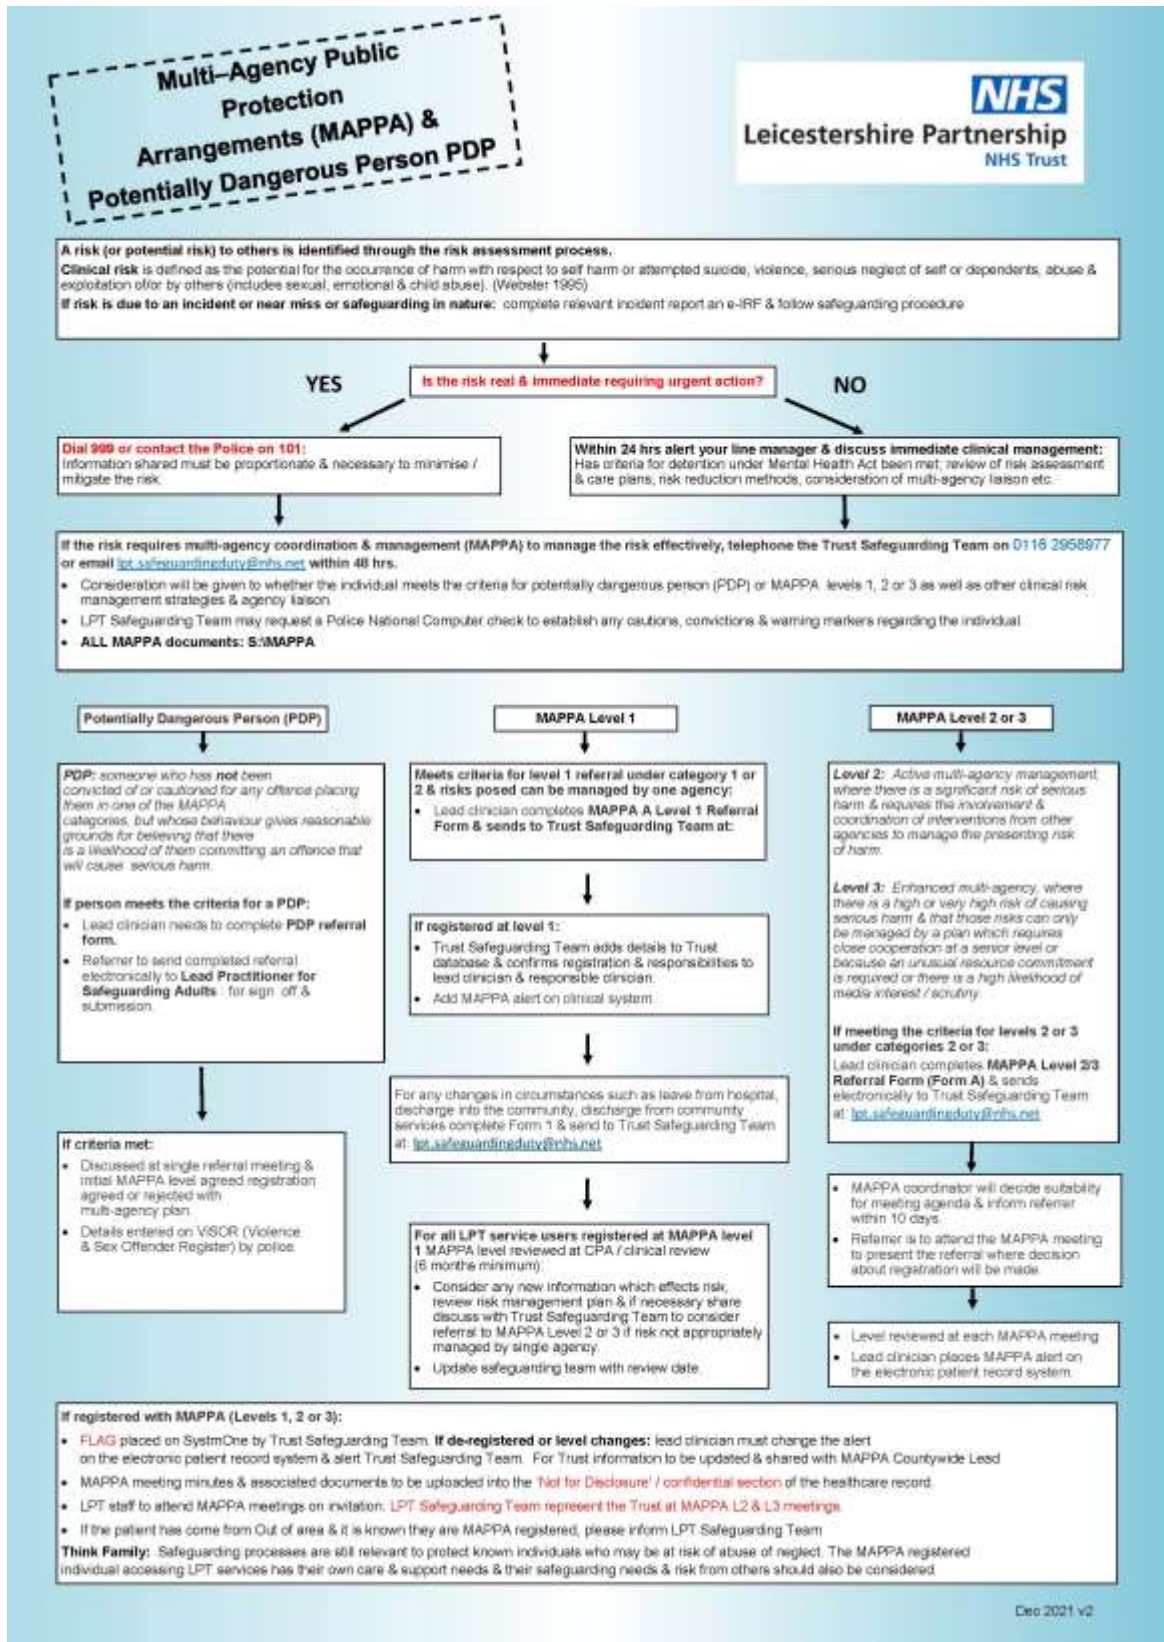 Multi–Agency Public
Protection
Arrangements (MAPPA) &
Potentially Dangerous Person PDP
NHS
Leicestershire Partnership
NHS Trust
A risk (or potential risk) to others is identified through the risk assessment process.
Clinical risk is defined as the potential for the occurrence of harm with respect to self harm or attempted suicide, violence, serious neglect of self or dependents, abuse &
exploitation of/or by others (includes sexual, emotional & child abuse). (Webster 1995)
If risk is due to an incident or near miss or safeguarding in nature: complete relevant incident report an e-IRF & follow safeguarding procedure
YES
Is the risk real & immediate requiring urgent action?
NO
Dial 999 or contact the Police on 101:
Information shared must be proportionate & necessary to minimise /
mitigate the risk.
Within 24 hrs alert your line manager & discuss immediate clinical management:
Has criteria for detention under Mental Health Act been met; review of risk assessment
& care plans, risk reduction methods, consideration of multi-agency liaison etc.
If the risk requires multi-agency coordination & management (MAPPA) to manage the risk effectively, telephone the Trust Safeguarding Team on 0116 2958977
or email lpt.safeguardingduty@nhs.net within 48 hrs.
• Consideration will be given to whether the individual meets the criteria for potentially dangerous person (PDP) or MAPPA levels 1, 2 or 3 as well as other clinical risk
management strategies & agency liaison.
• LPT Safeguarding Team may request a Police National Computer check to establish any cautions, convictions & warning markers regarding the individual.
• ALL MAPPA documents: S:\MAPPA
Potentially Dangerous Person (PDP)
PDP: someone who has not been
convicted of or cautioned for any offence placing
them in one of the MAPPA
categories, but whose behaviour gives reasonable
grounds for believing that there
is a likelihood of them committing an offence that
will cause serious harm.
If person meets the criteria for a PDP:
• Lead clinician needs to complete PDP referral
form.
• Referrer to send completed referral
electronically to Lead Practitioner for
Safeguarding Adults : for sign off &
submission.
If criteria met:
• Discussed at single referral meeting &
initial MAPPA level agreed registration
agreed or rejected with
multi-agency plan.
• Details entered on ViSOR (Violence
& Sex Offender Register) by police.
MAPPA Level 1
Meets criteria for level 1 referral under category 1 or
2 & risks posed can be managed by one agency:
• Lead clinician completes MAPPA A Level 1 Referral
Form & sends to Trust Safeguarding Team at:
If registered at level 1:
• Trust Safeguarding Team adds details to Trust
database & confirms registration & responsibilities to
lead clinician & responsible clinician.
• Add MAPPA alert on clinical system.
For any changes in circumstances such as leave from hospital,
discharge into the community, discharge from community
services complete Form 1 & send to Trust Safeguarding Team
at: lpt.safeguardingduty@nhs.net
For all LPT service users registered at MAPPA level
1 MAPPA level reviewed at CPA / clinical review
(6 months minimum):
• Consider any new information which effects risk,
review risk management plan & if necessary share
discuss with Trust Safeguarding Team to consider
referral to MAPPA Level 2 or 3 if risk not appropriately
managed by single agency.
• Update safeguarding team with review date.
MAPPA Level 2 or 3
Level 2: Active multi-agency management,
where there is a significant risk of serious
harm & requires the involvement &
coordination of interventions from other
agencies to manage the presenting risk
of harm.
Level 3: Enhanced multi-agency, where
there is a high or very high risk of causing
serious harm & that those risks can only
be managed by a plan which requires
close cooperation at a senior level or
because an unusual resource commitment
is required or there is a high likelihood of
media interest / scrutiny.
If meeting the criteria for levels 2 or 3
under categories 2 or 3:
Lead clinician completes MAPPA Level 2/3
Referral Form (Form A) & sends
electronically to Trust Safeguarding Team
at: lpt.safeguardingduty@nhs.net
• MAPPA coordinator will decide suitability
for meeting agenda & inform referrer
within 10 days.
• Referrer is to attend the MAPPA meeting
to present the referral where decision
about registration will be made.
• Level reviewed at each MAPPA meeting
• Lead clinician places MAPPA alert on
the electronic patient record system.
If registered with MAPPA (Levels 1, 2 or 3):
• FLAG placed on SystmOne by Trust Safeguarding Team. If de-registered or level changes: lead clinician must change the alert
on the electronic patient record system & alert Trust Safeguarding Team. For Trust information to be updated & shared with MAPPA Countywide Lead
• MAPPA meeting minutes & associated documents to be uploaded into the 'Not for Disclosure' / confidential section of the healthcare record.
• LPT staff to attend MAPPA meetings on invitation. LPT Safeguarding Team represent the Trust at MAPPA L2 & L3 meetings.
• If the patient has come from Out of area & it is known they are MAPPA registered, please inform LPT Safeguarding Team
Think Family: Safeguarding processes are still relevant to protect known individuals who may be at risk of abuse of neglect. The MAPPA registered
individual accessing LPT services has their own care & support needs & their safeguarding needs & risk from others should also be considered
Dec 2021 v2